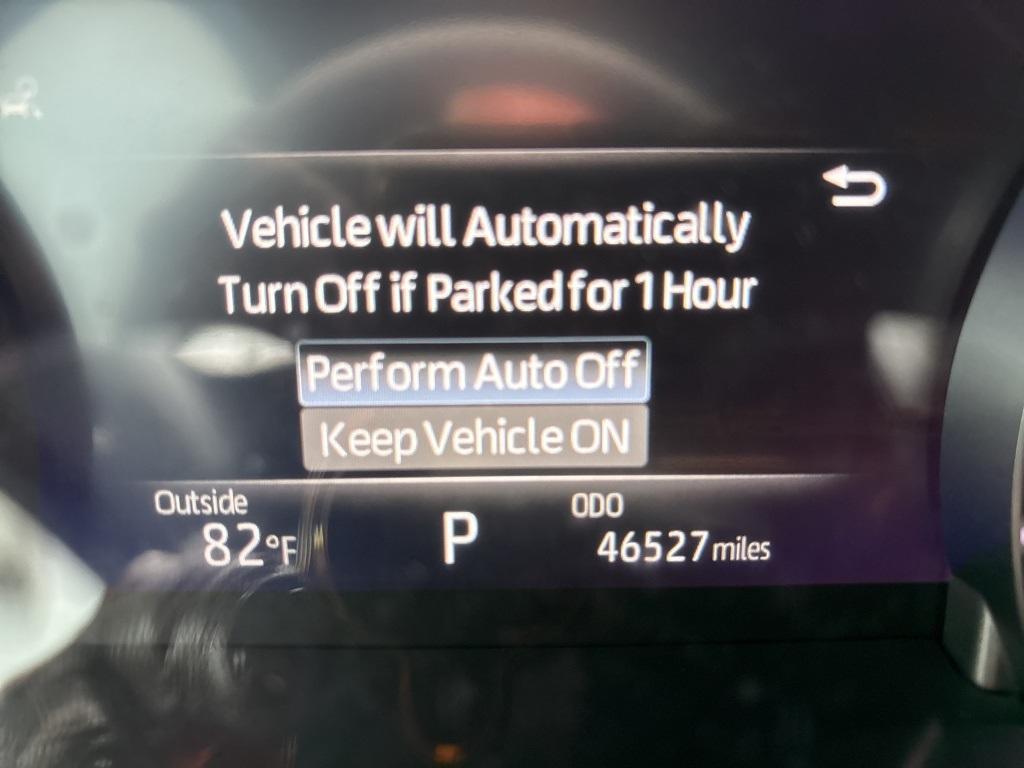 Vehicle will Automatically
Turn Off if Parked for 1 Hour
Perform Auto Off
Keep Vehicle ON
Outside
82°F
P
ODO
46527 miles